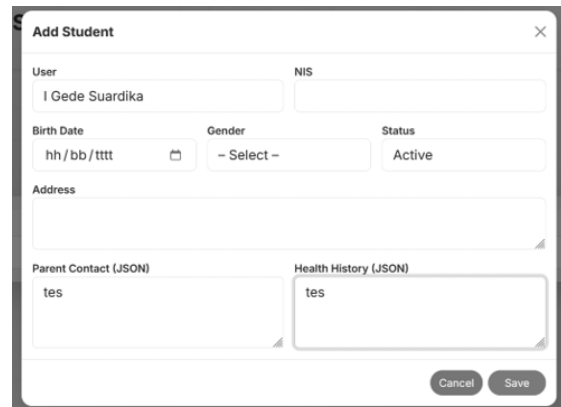 Add Student
User NIS
I Gede Suardika
Birth Date Gender Status
hh/bb/tttt – Select – Active
Address
Parent Contact (JSON) Health History (JSON)
tes tes
Cancel Save